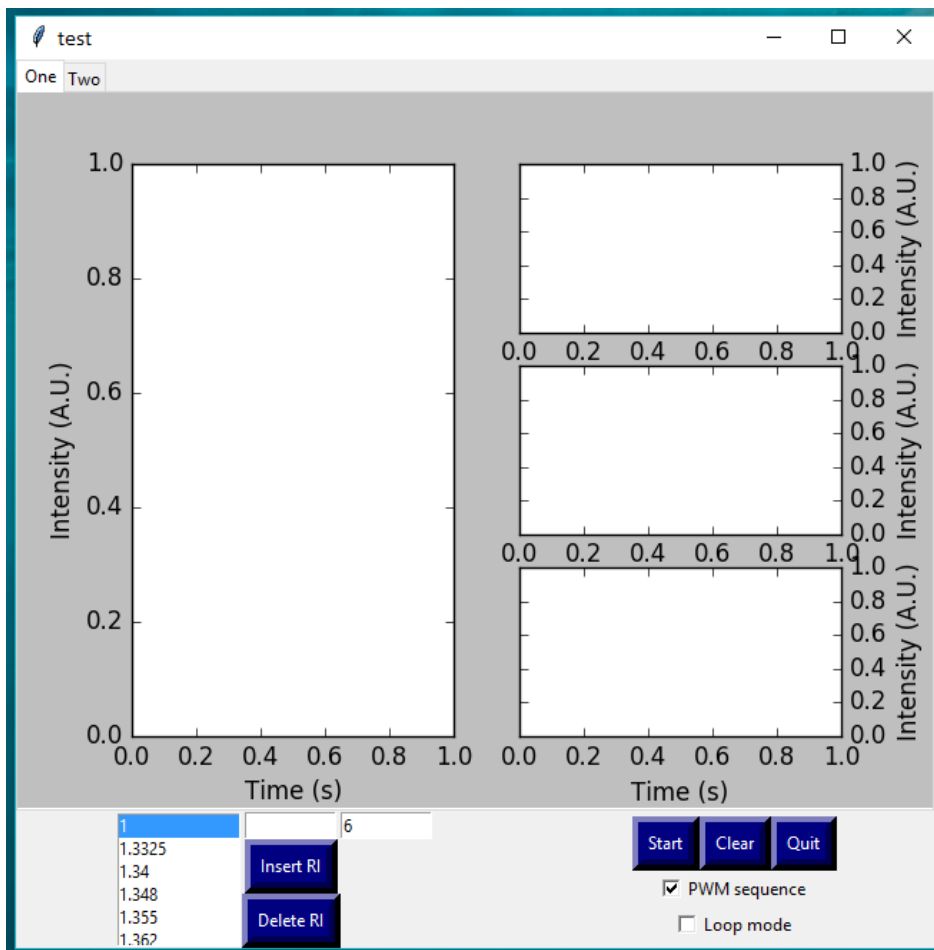 test
One Two
1.0
0.8
0.6
0.4
0.2
0.0
0.0 0.2 0.4 0.6 0.8 1.0
Intensity (A.U.)
Time (s)
1.0
0.8
0.6
0.4
0.2
0.0
0.0 0.2 0.4 0.6 0.8 1.0
Intensity (A.U.)
1.0
0.8
0.6
0.4
0.2
0.0
0.0 0.2 0.4 0.6 0.8 1.0
Intensity (A.U.)
1.0
0.8
0.6
0.4
0.2
0.0
0.0 0.2 0.4 0.6 0.8 1.0
Intensity (A.U.)
Time (s)
1
1.3325
1.34
1.348
1.355
1.362
6
Insert RI
Delete RI
Start Clear Quit
PWM sequence
Loop mode